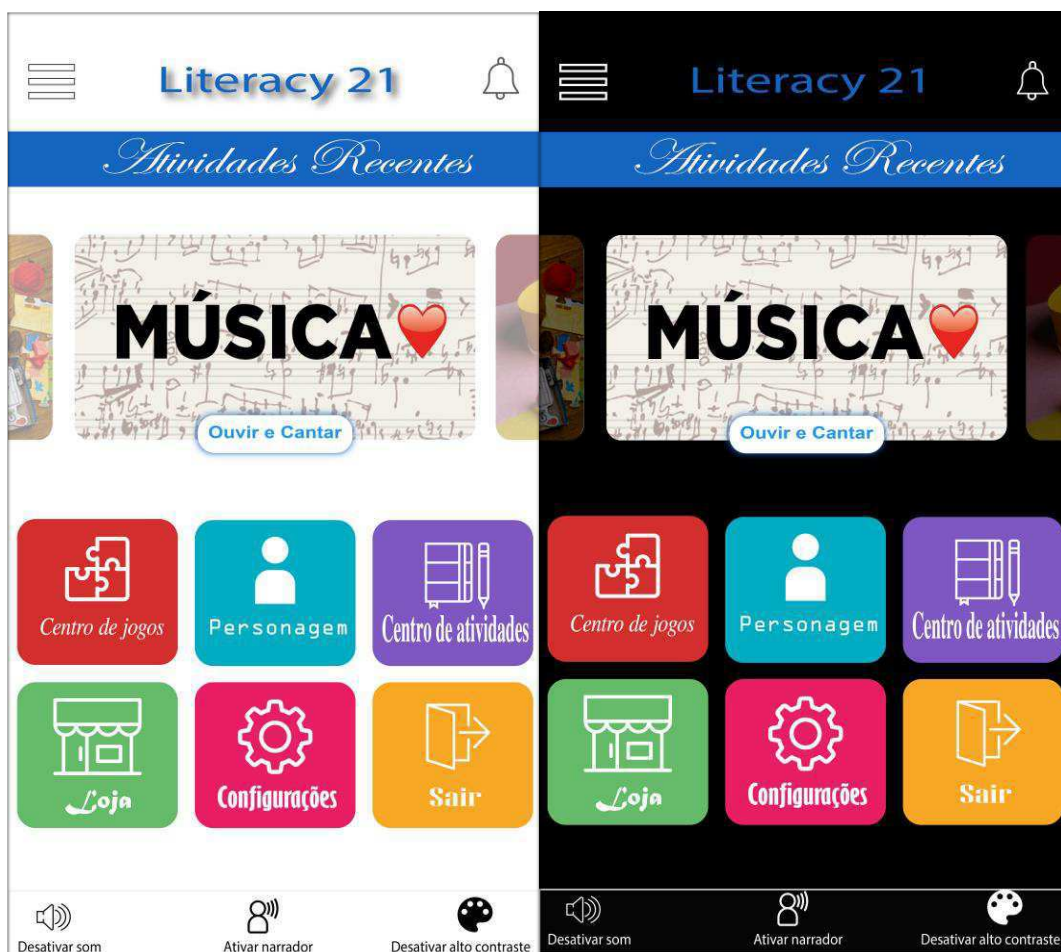 Literacy 21
Atividades Recentes
MÚSICA
Ouvir e Cantar
Centro de jogos
Personagem
Centro de atividades
Loja
Configurações
Sair
Desativar som
Ativar narrador
Desativar alto contraste
Literacy 21
Atividades Recentes
MÚSICA
Ouvir e Cantar
Centro de jogos
Personagem
Centro de atividades
Loja
Configurações
Sair
Desativar som
Ativar narrador
Desativar alto contraste